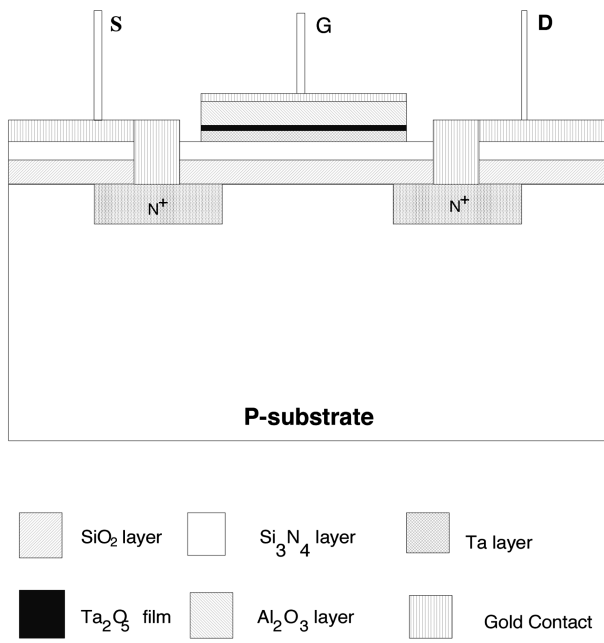 S G D
N⁺ N⁺
P-substrate
SiO₂ layer Si₃N₄ layer Ta layer
Ta₂O₅ film Al₂O₃ layer Gold Contact